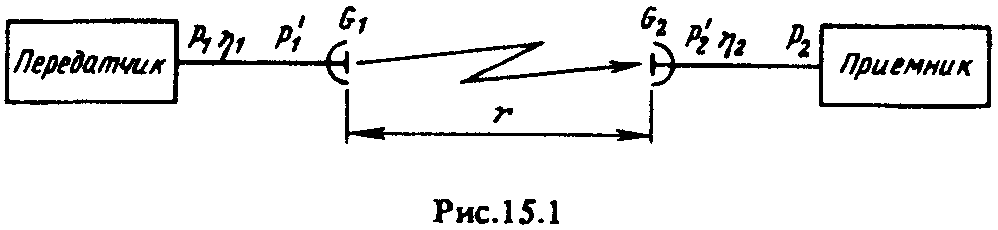 P₁ η₁ P₁′ G₁ G₂ P₂′ η₂ P₂
Передатчик Приемник
r
Рис.15.1